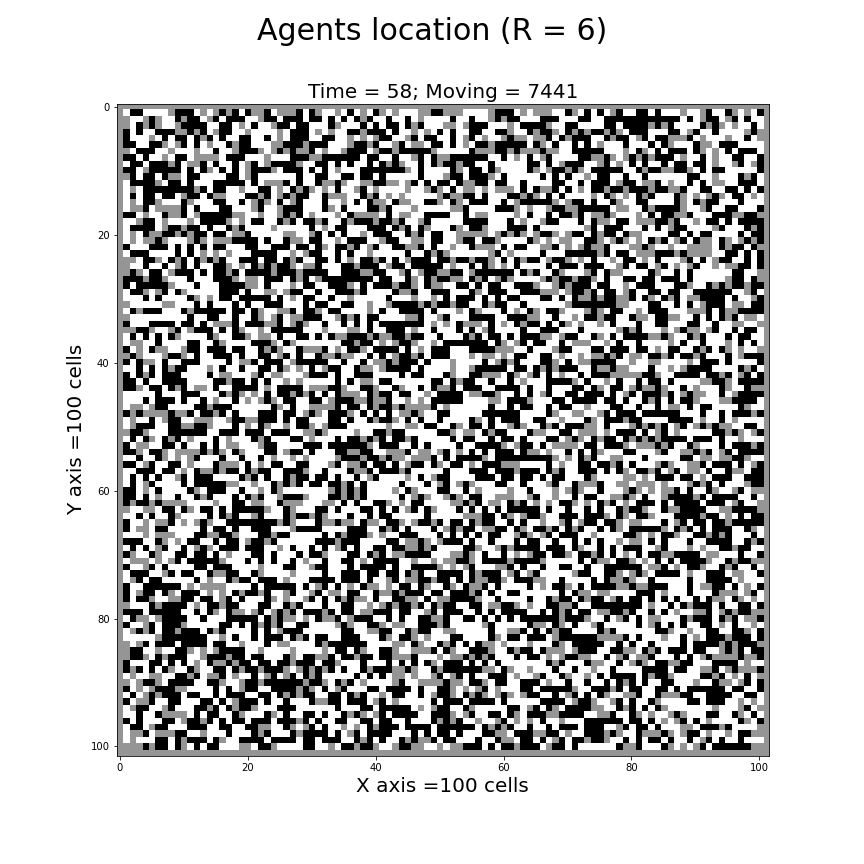 Agents location (R = 6)
Time = 58; Moving = 7441
0
20
40
60
80
100
Y axis =100 cells
0 20 40 60 80 100
X axis =100 cells